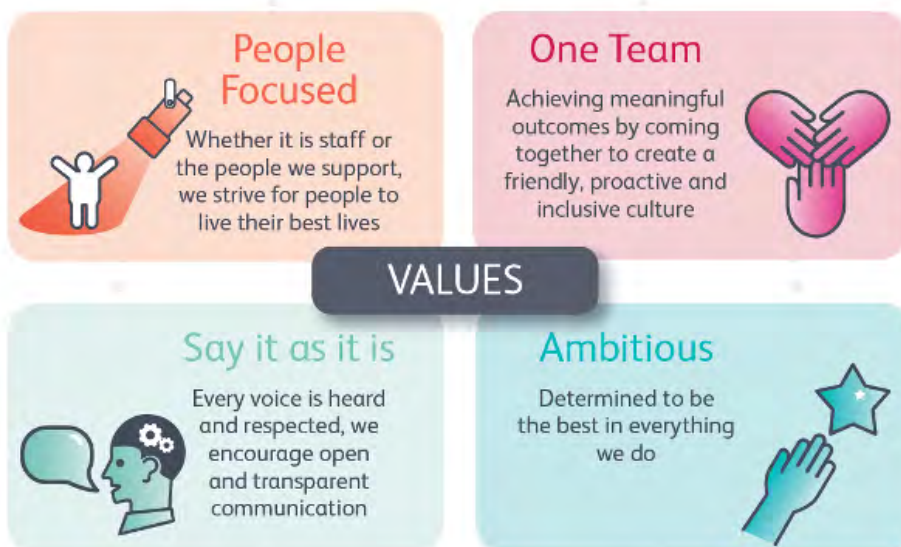 People
Focused
Whether it is staff or
the people we support,
we strive for people to
live their best lives
One Team
Achieving meaningful
outcomes by coming
together to create a
friendly, proactive and
inclusive culture
VALUES
Say it as it is
Every voice is heard
and respected, we
encourage open
and transparent
communication
Ambitious
Determined to be
the best in everything
we do